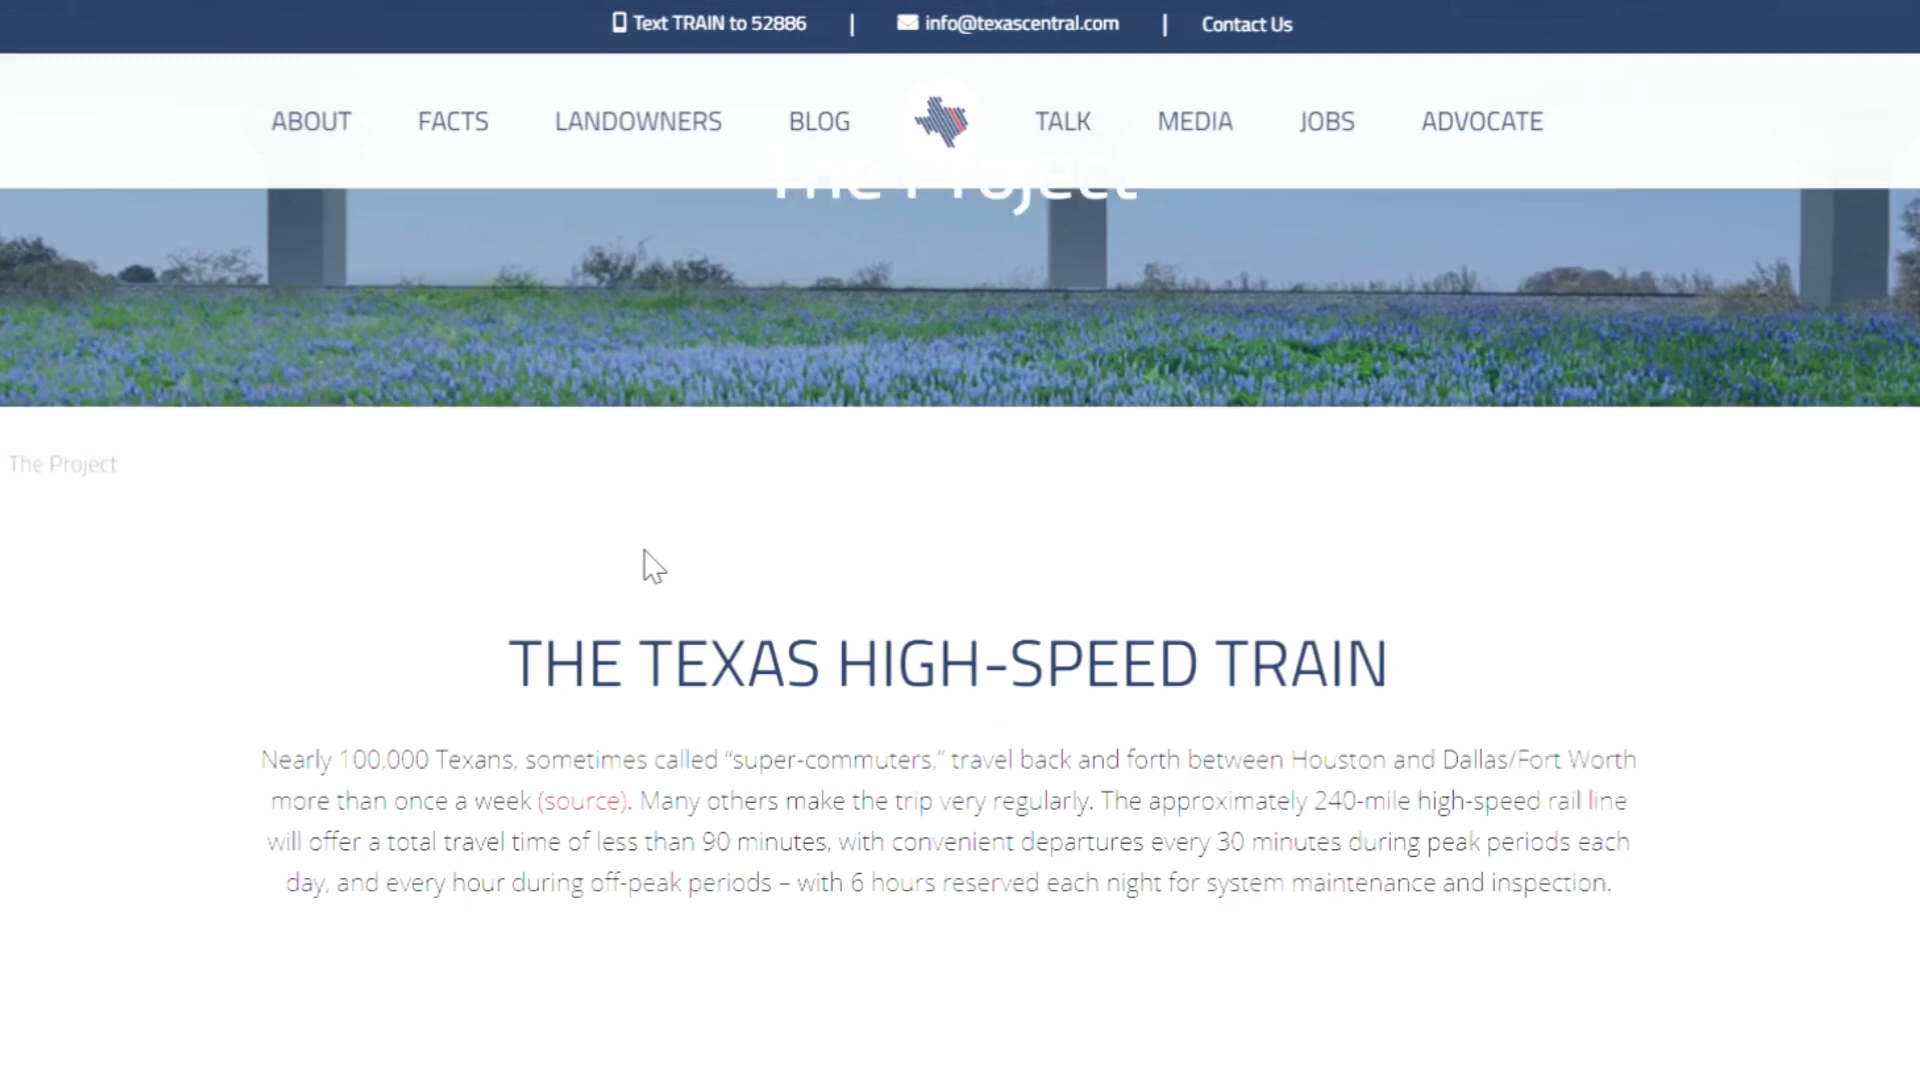 Text TRAIN to 52886 | info@texascentral.com | Contact Us
ABOUT FACTS LANDOWNERS BLOG TALK MEDIA JOBS ADVOCATE
The Project
The Project
THE TEXAS HIGH-SPEED TRAIN
Nearly 100,000 Texans, sometimes called “super-commuters,” travel back and forth between Houston and Dallas/Fort Worth
more than once a week (source). Many others make the trip very regularly. The approximately 240-mile high-speed rail line
will offer a total travel time of less than 90 minutes, with convenient departures every 30 minutes during peak periods each
day, and every hour during off-peak periods – with 6 hours reserved each night for system maintenance and inspection.